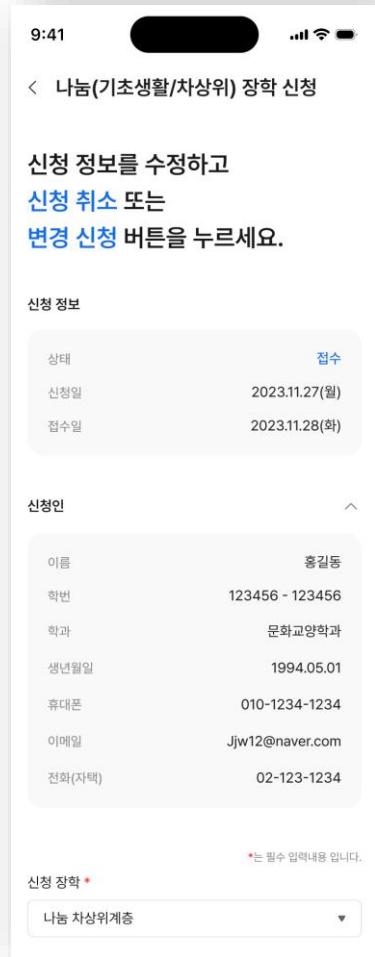 9:41
나눔(기초생활/차상위) 장학 신청
신청 정보를 수정하고
신청 취소 또는
변경 신청 버튼을 누르세요.
신청 정보
상태 접수
신청일 2023.11.27(월)
접수일 2023.11.28(화)
신청인
이름 홍길동
학번 123456 - 123456
학과 문화교양학과
생년월일 1994.05.01
휴대폰 010-1234-1234
이메일 Jjw12@naver.com
전화(자택) 02-123-1234
*는 필수 입력내용 입니다.
신청 장학 *
나눔 차상위계층